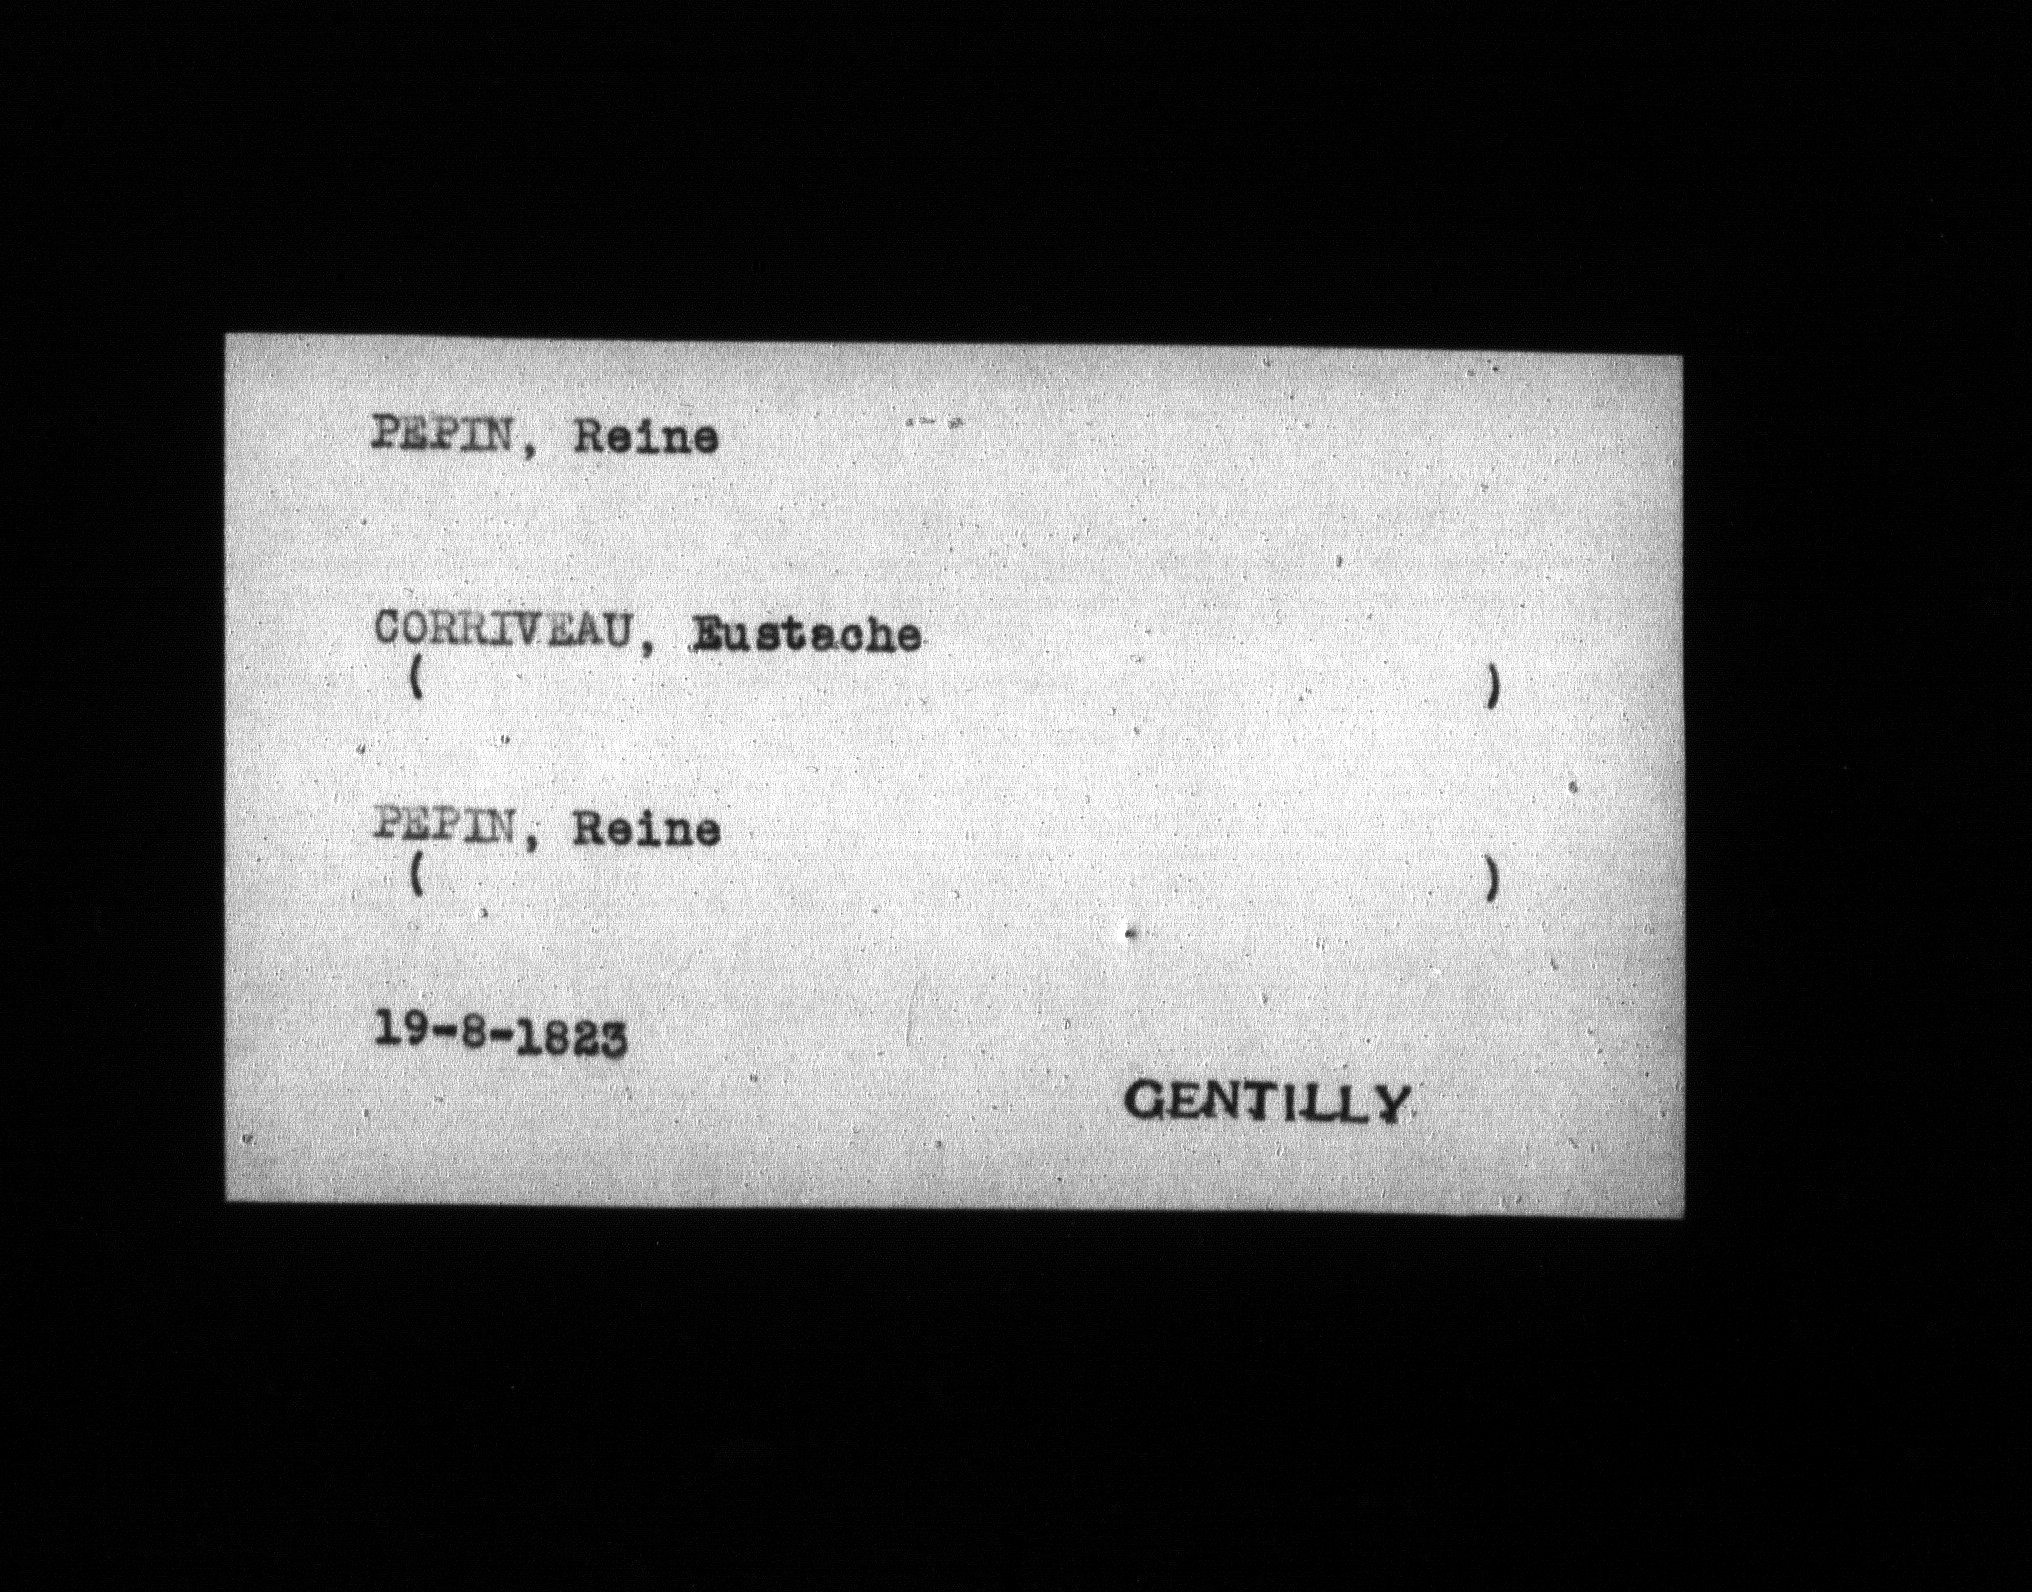 PEPIN, Reine
CORRIVEAU, Eustache
( )
PEPIN, Reine
( )
19-8-1823
GENTILLY